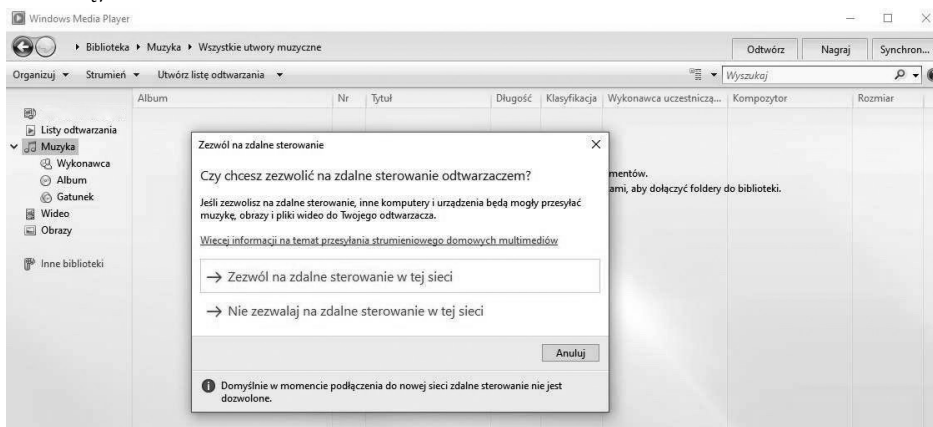 Windows Media Player
Biblioteka Muzyka Wszystkie utwory muzyczne
Odtwórz Nagraj Synchron...
Organizuj Strumień Utwórz listę odtwarzania
Wyszukaj
Album Nr Tytuł Długość Klasyfikacja Wykonawca uczestniczą... Kompozytor Rozmiar
Listy odtwarzania
Muzyka
Wykonawca
Album
Gatunek
Wideo
Obrazy
Inne biblioteki
mentów.
ami, aby dołączyć foldery do biblioteki.
Zezwól na zdalne sterowanie
Czy chcesz zezwolić na zdalne sterowanie odtwarzaczem?
Jeśli zezwolisz na zdalne sterowanie, inne komputery i urządzenia będą mogły przesyłać
muzykę, obrazy i pliki wideo do Twojego odtwarzacza.
Więcej informacji na temat przesyłania strumieniowego domowych multimediów
Zezwól na zdalne sterowanie w tej sieci
Nie zezwalaj na zdalne sterowanie w tej sieci
Anuluj
Domyślnie w momencie podłączenia do nowej sieci zdalne sterowanie nie jest
dozwolone.